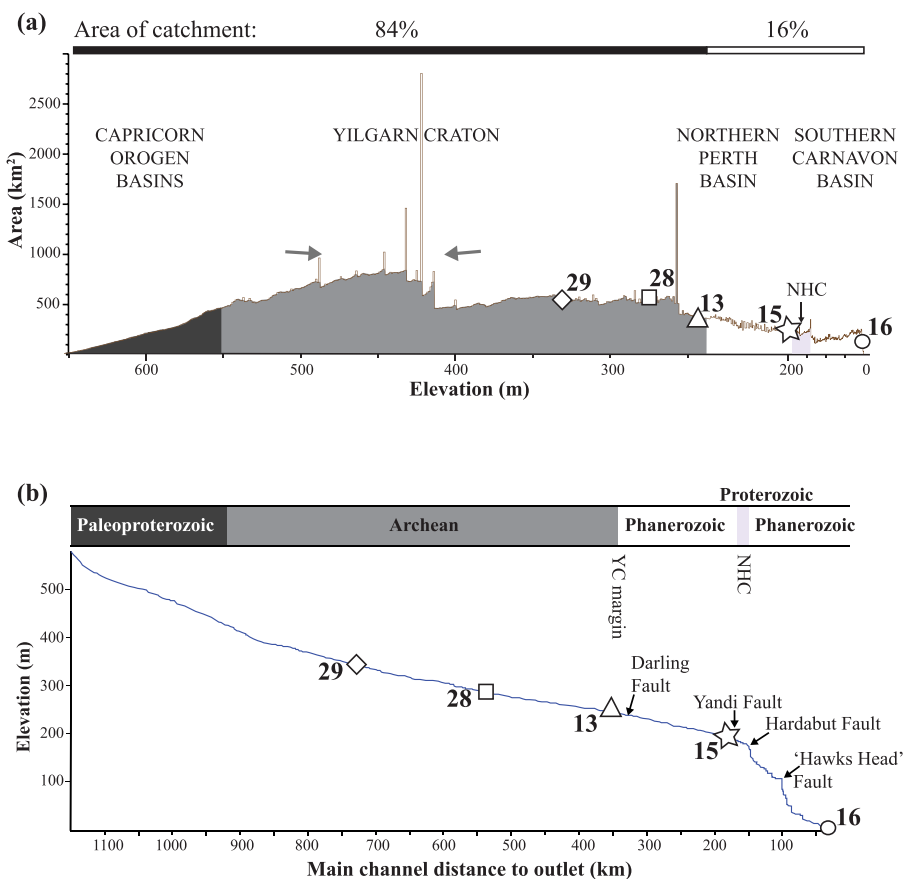 (a)
Area of catchment: 84% 16%
2500
2000
1500
1000
500
Area (km²)
CAPRICORN
OROGEN
BASINS
YILGARN CRATON
NORTHERN
PERTH
BASIN
SOUTHERN
CARNAVON
BASIN
29
28
13
15
NHC
16
600 500 400 300 200 0
Elevation (m)
(b)
Proterozoic
Paleoproterozoic Archean Phanerozoic Phanerozoic
YC margin
NHC
500
400
300
200
100
Elevation (m)
29
28
13
Darling
Fault
15
Yandi Fault
Hardabut Fault
‘Hawks Head’
Fault
16
1100 1000 900 800 700 600 500 400 300 200 100
Main channel distance to outlet (km)